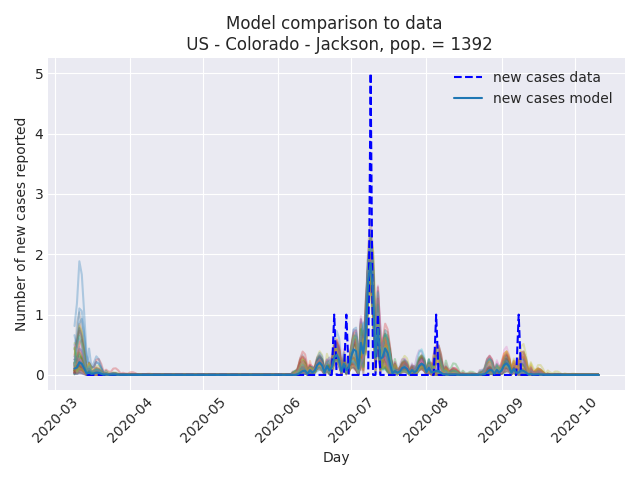 Model comparison to data
US - Colorado - Jackson, pop. = 1392
new cases data
new cases model
Number of new cases reported
5
4
3
2
1
0
2020-03
2020-04
2020-05
2020-06
2020-07
2020-08
2020-09
2020-10
Day